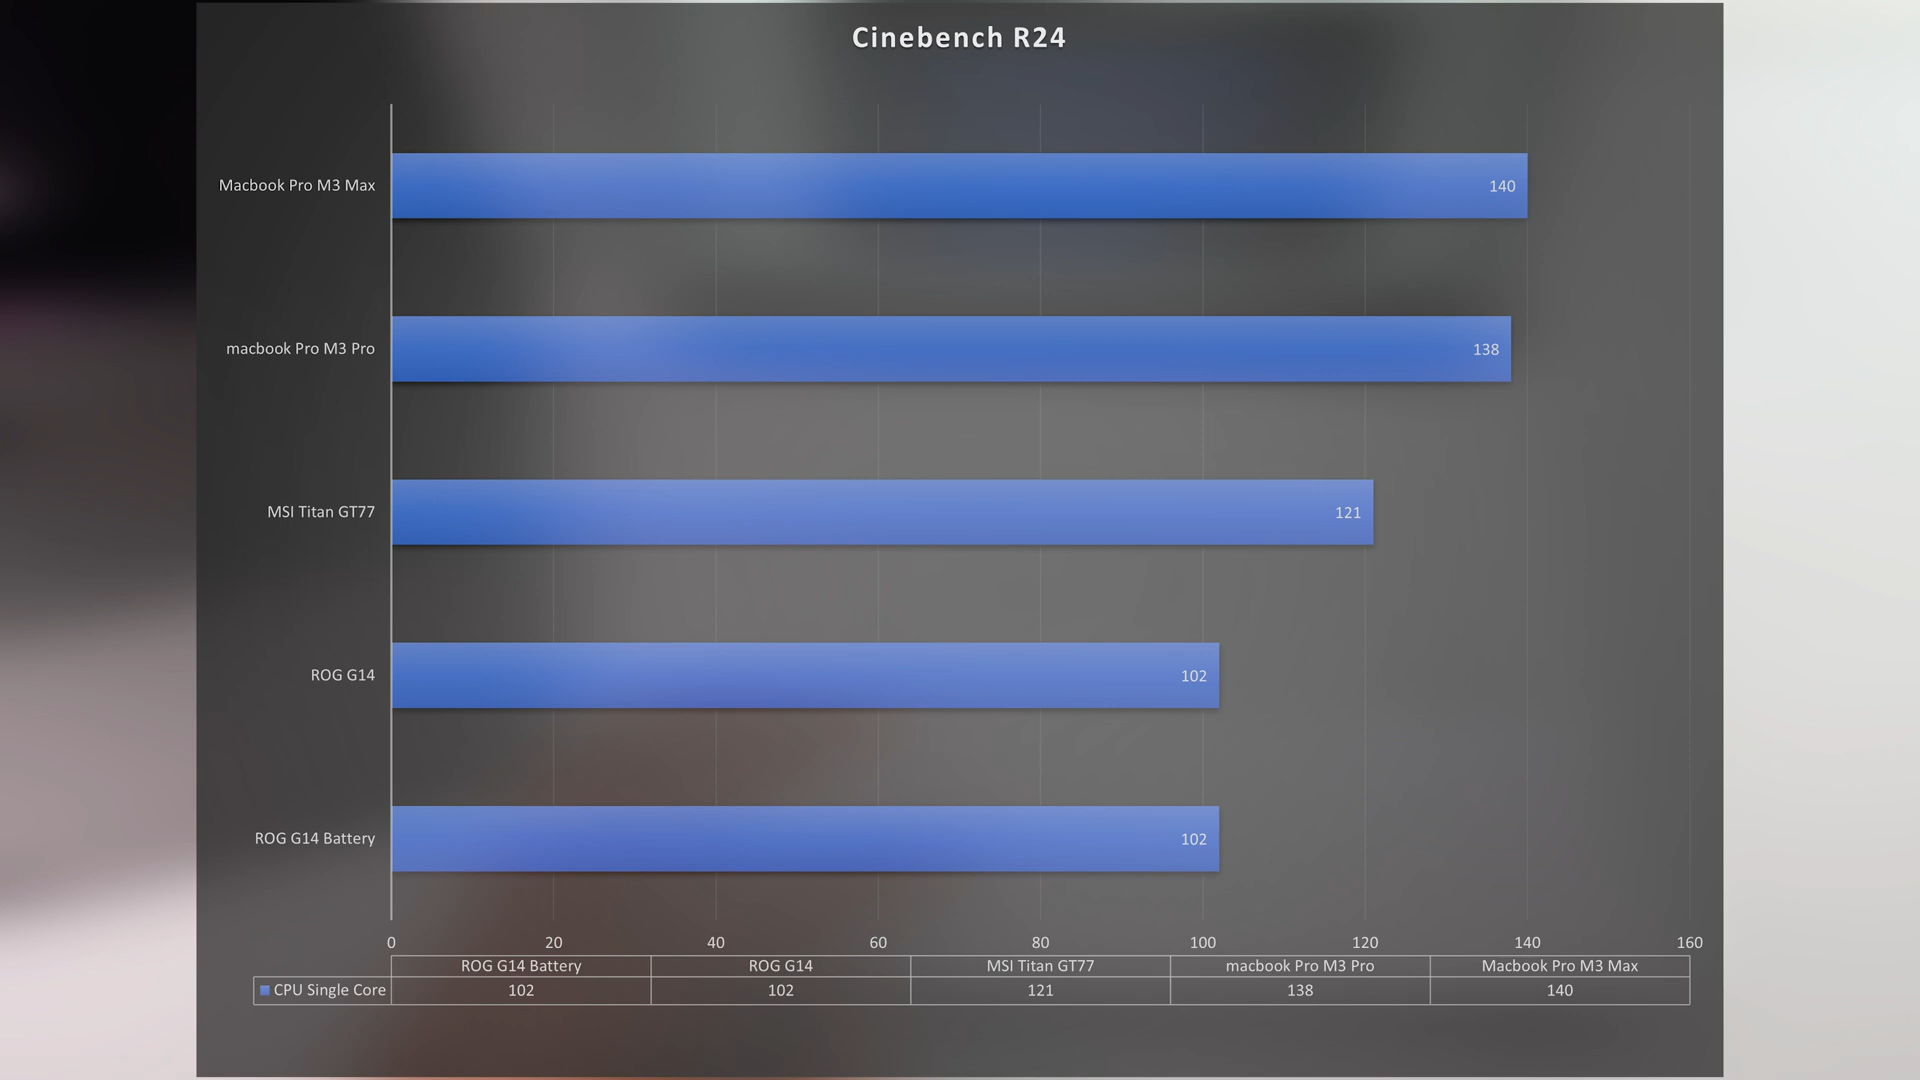 Cinebench R24
Macbook Pro M3 Max
140
macbook Pro M3 Pro
138
MSI Titan GT77
121
ROG G14
102
ROG G14 Battery
102
0 20 40 60 80 100 120 140 160
ROG G14 Battery ROG G14 MSI Titan GT77 macbook Pro M3 Pro Macbook Pro M3 Max
CPU Single Core 102 102 121 138 140